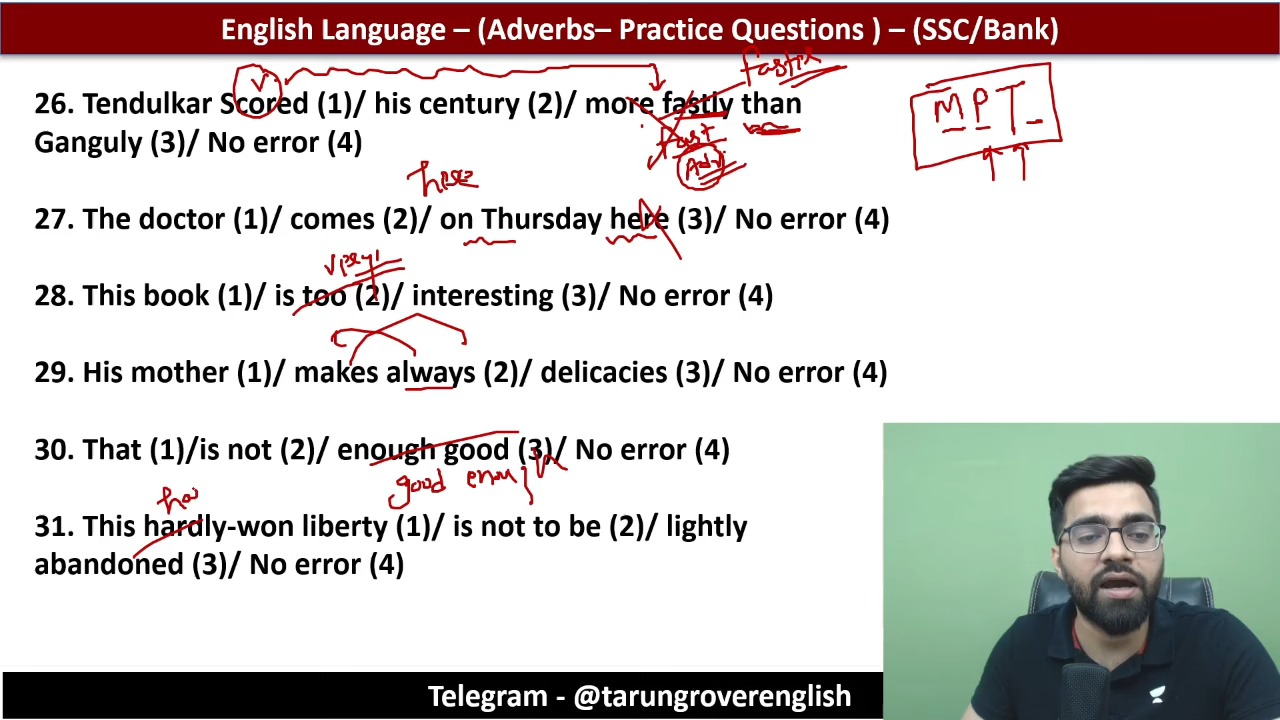 English Language – (Adverbs– Practice Questions ) – (SSC/Bank)
faster
V
M P T
26. Tendulkar Scored (1)/ his century (2)/ more fastly than
fast
Ganguly (3)/ No error (4)
Adv
here
27. The doctor (1)/ comes (2)/ on Thursday here (3)/ No error (4)
very
28. This book (1)/ is too (2)/ interesting (3)/ No error (4)
29. His mother (1)/ makes always (2)/ delicacies (3)/ No error (4)
30. That (1)/is not (2)/ enough good (3)/ No error (4)
good enough
31. This hardly-won liberty (1)/ is not to be (2)/ lightly
abandoned (3)/ No error (4)
Telegram - @tarungroverenglish